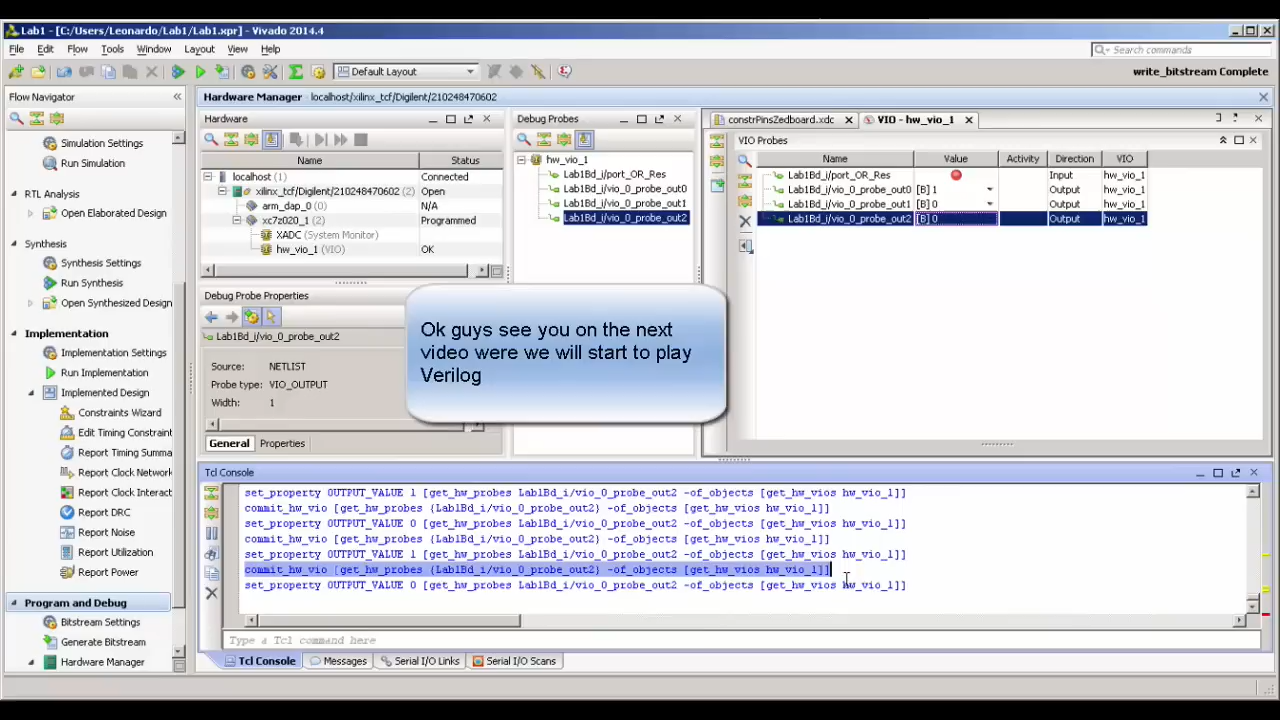 Lab1 - [C:/Users/Leonardo/Lab1/Lab1.xpr] - Vivado 2014.4
File Edit Flow Tools Window Layout View Help
Search commands
Default Layout
write_bitstream Complete
Flow Navigator
Simulation Settings
Run Simulation
RTL Analysis
Open Elaborated Design
Synthesis
Synthesis Settings
Run Synthesis
Open Synthesized Design
Implementation
Implementation Settings
Run Implementation
Implemented Design
Constraints Wizard
Edit Timing Constraint
Report Timing Summa
Report Clock Network
Report Clock Interact
Report DRC
Report Noise
Report Utilization
Report Power
Program and Debug
Bitstream Settings
Generate Bitstream
Hardware Manager
Hardware Manager localhost/xilinx_tcf/Digilent/210248470602
Hardware
Name Status
localhost (1) Connected
xilinx_tcf/Digilent/210248470602 (2) Open
arm_dap_0 (0) N/A
xc7z020_1 (2) Programmed
XADC (System Monitor)
hw_vio_1 (VIO) OK
Debug Probe Properties
Lab1Bd_i/vio_0_probe_out2
Source: NETLIST
Probe type: VIO_OUTPUT
Width: 1
General Properties
Debug Probes
hw_vio_1
Lab1Bd_i/port_OR_Res
Lab1Bd_i/vio_0_probe_out0
Lab1Bd_i/vio_0_probe_out1
Lab1Bd_i/vio_0_probe_out2
constrPinsZedboard.xdc VIO - hw_vio_1
VIO Probes
Name Value Activity Direction VIO
Lab1Bd_i/port_OR_Res Input hw_vio_1
Lab1Bd_i/vio_0_probe_out0 [B] 1 Output hw_vio_1
Lab1Bd_i/vio_0_probe_out1 [B] 0 Output hw_vio_1
Lab1Bd_i/vio_0_probe_out2 [B] 0 Output hw_vio_1
Ok guys see you on the next
video were we will start to play
Verilog
Tcl Console
set_property OUTPUT_VALUE 1 [get_hw_probes Lab1Bd_i/vio_0_probe_out2 -of_objects [get_hw_vios hw_vio_1]]
commit_hw_vio [get_hw_probes {Lab1Bd_i/vio_0_probe_out2} -of_objects [get_hw_vios hw_vio_1]]
set_property OUTPUT_VALUE 0 [get_hw_probes Lab1Bd_i/vio_0_probe_out2 -of_objects [get_hw_vios hw_vio_1]]
commit_hw_vio [get_hw_probes {Lab1Bd_i/vio_0_probe_out2} -of_objects [get_hw_vios hw_vio_1]]
set_property OUTPUT_VALUE 1 [get_hw_probes Lab1Bd_i/vio_0_probe_out2 -of_objects [get_hw_vios hw_vio_1]]
commit_hw_vio [get_hw_probes {Lab1Bd_i/vio_0_probe_out2} -of_objects [get_hw_vios hw_vio_1]]
set_property OUTPUT_VALUE 0 [get_hw_probes Lab1Bd_i/vio_0_probe_out2 -of_objects [get_hw_vios hw_vio_1]]
Type a Tcl command here
Tcl Console Messages Serial I/O Links Serial I/O Scans